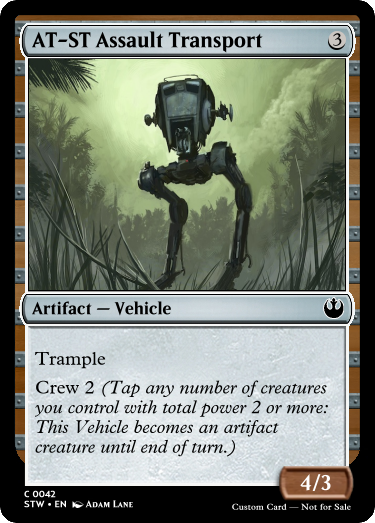 AT-ST Assault Transport 3
Artifact — Vehicle
Trample
Crew 2 (Tap any number of creatures
you control with total power 2 or more:
This Vehicle becomes an artifact
creature until end of turn.)
4/3
C 0042
STW • EN Adam Lane
Custom Card — Not for Sale